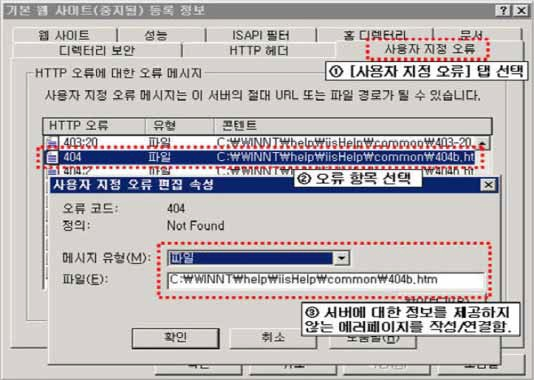 기본 웹 사이트(중지됨) 등록 정보
웹 사이트 성능 ISAPI 필터 홈 디렉터리 문서
디렉터리 보안 HTTP 헤더 사용자 지정 오류
① [사용자 지정 오류] 탭 선택
HTTP 오류에 대한 오류 메시지
사용자 지정 오류 메시지는 이 서버의 절대 URL 또는 파일 경로가 될 수 있습니다.
HTTP 오류 유형 콘텐트
403;20 파일 C:₩WINNT₩help₩iisHelp₩common₩403-20
404 파일 C:₩WINNT₩help₩iisHelp₩common₩404b.ht
② 오류 항목 선택
사용자 지정 오류 편집 속성
오류 코드: 404
정의: Not Found
메시지 유형(M): 파일
파일(E): C:₩WINNT₩help₩iisHelp₩common₩404b.htm
③ 서버에 대한 정보를 제공하지
않는 에러페이지를 작성/연결함.
확인 취소 도움말(H)